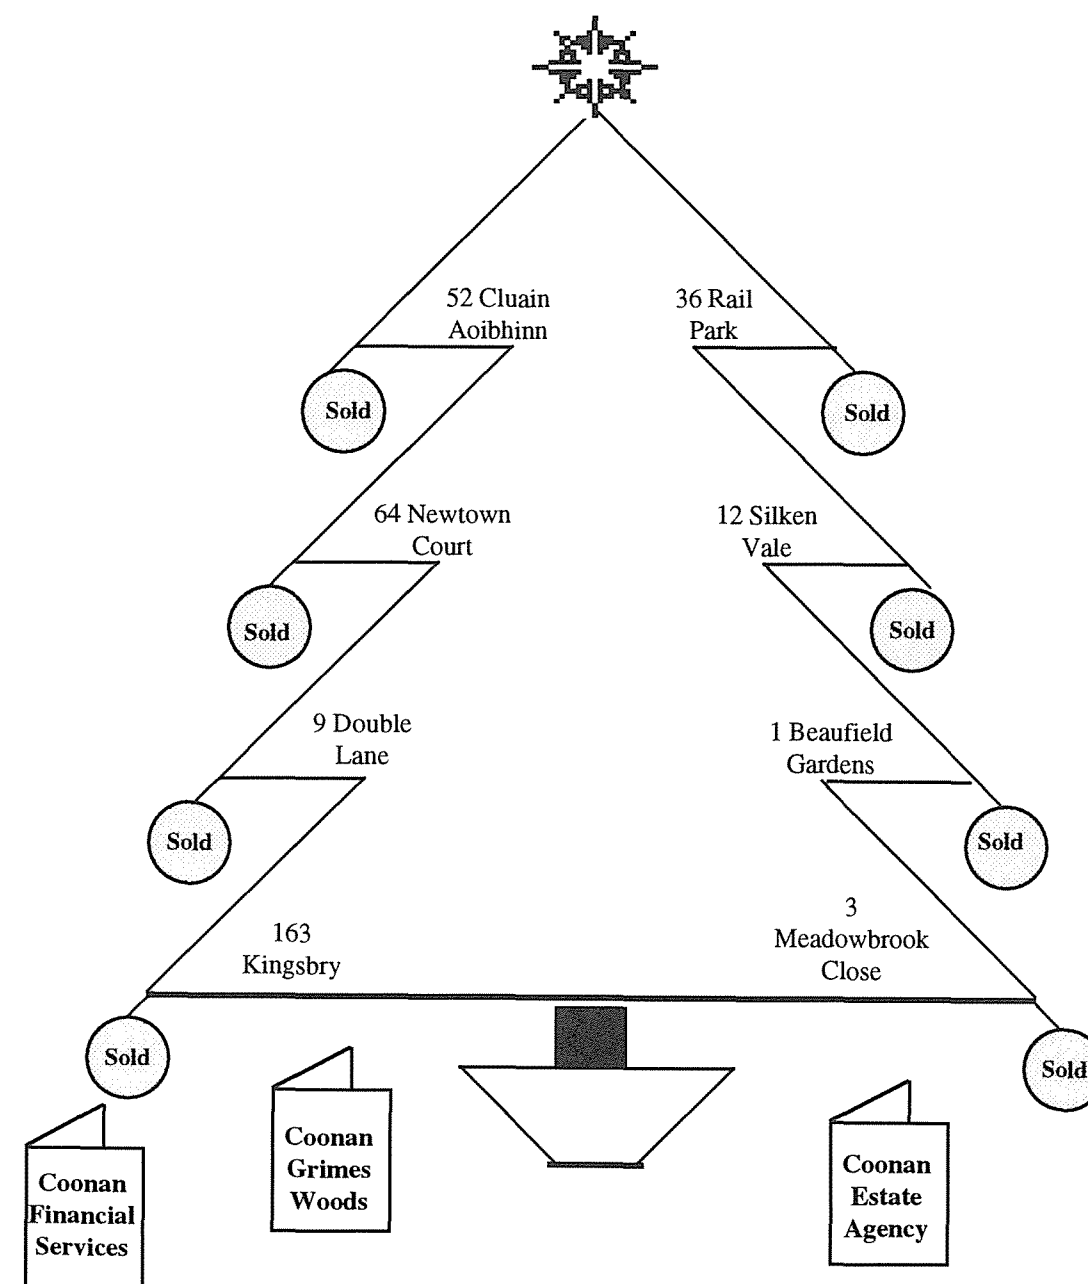 52 Cluain
Aoibhinn
36 Rail
Park
Sold
Sold
64 Newtown
Court
12 Silken
Vale
Sold
Sold
9 Double
Lane
1 Beaufield
Gardens
Sold
Sold
163
Kingsbry
3
Meadowbrook
Close
Sold
Sold
Coonan
Financial
Services
Coonan
Grimes
Woods
Coonan
Estate
Agency